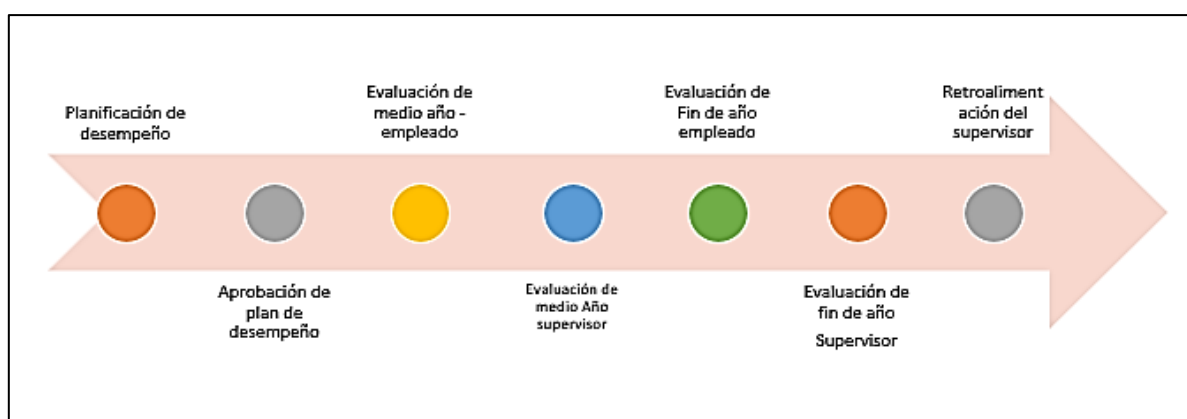 Planificación de
desempeño
Aprobación de
plan de
desempeño
Evaluación de
medio año -
empleado
Evaluación de
medio Año
supervisor
Evaluación de
Fin de año
empleado
Evaluación de
fin de año
Supervisor
Retroaliment
ación del
supervisor